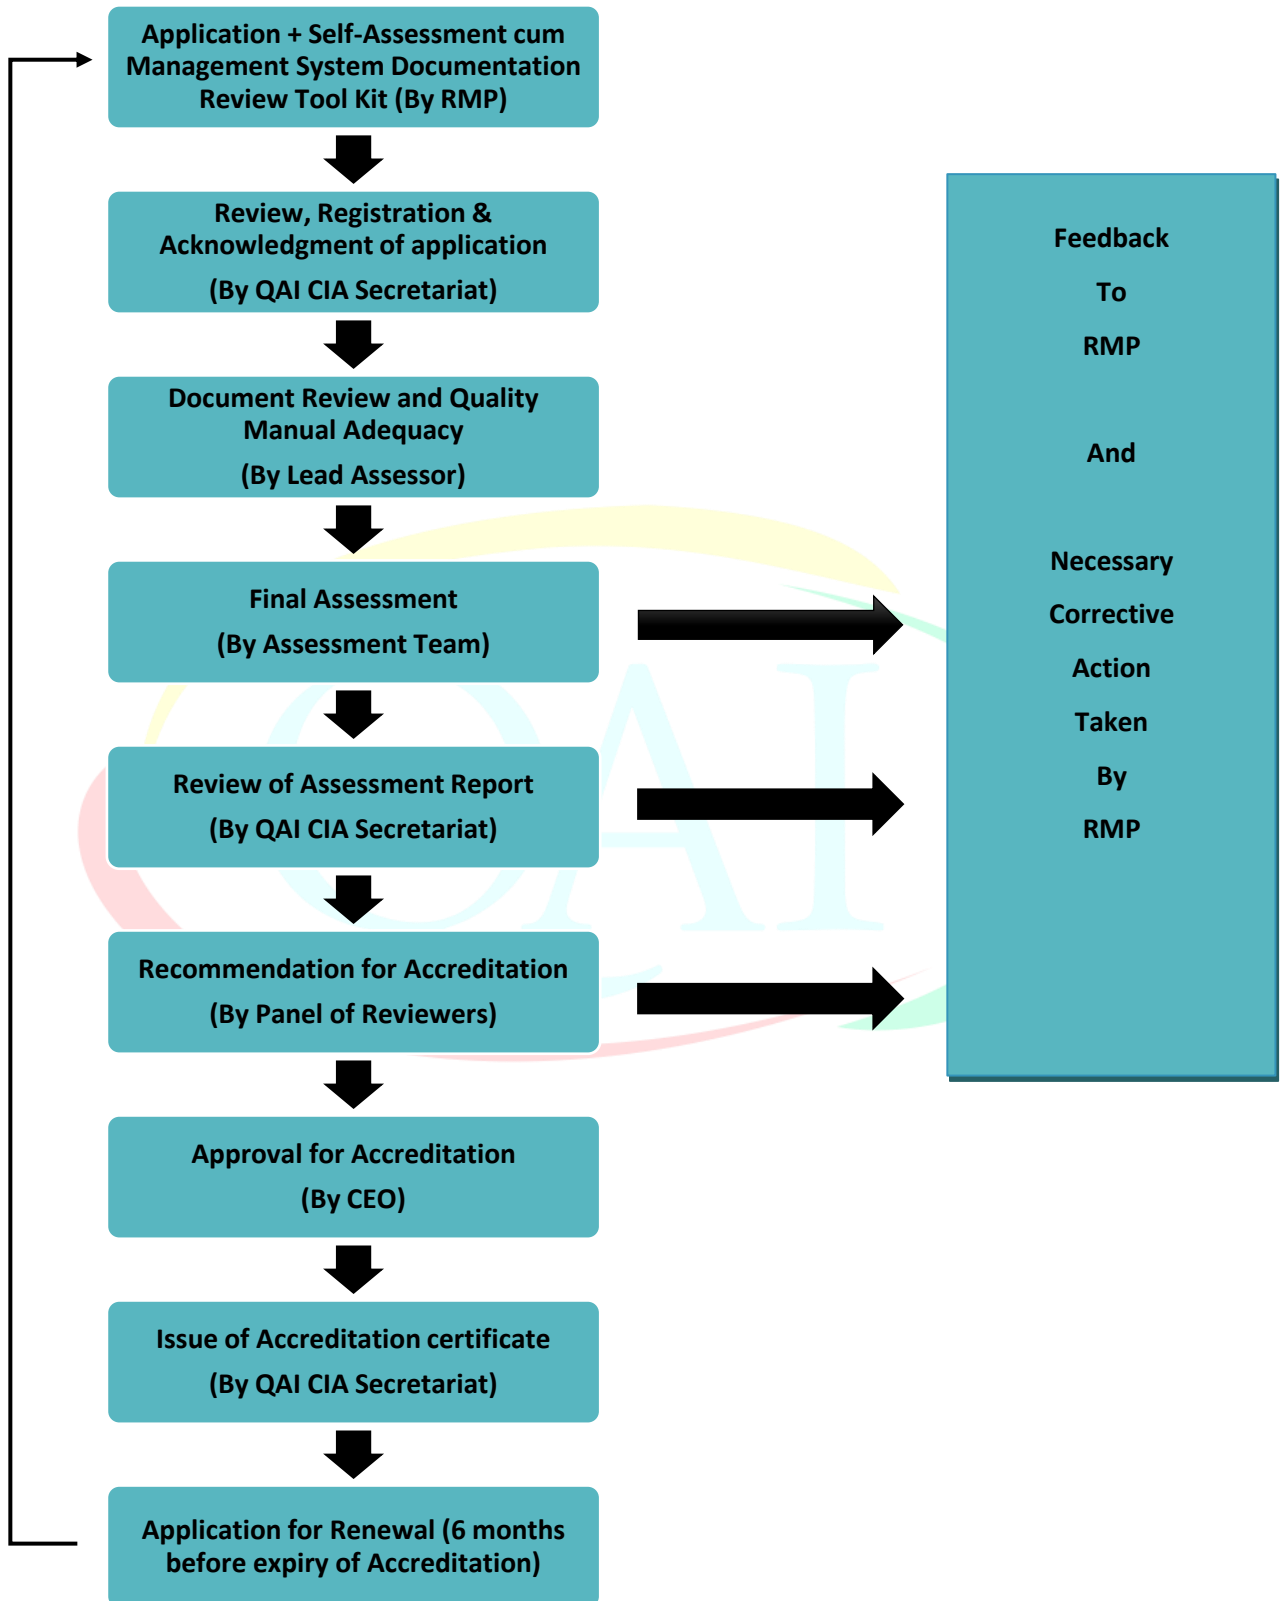 Application + Self-Assessment cum
Management System Documentation
Review Tool Kit (By RMP)
Review, Registration &
Acknowledgment of application
(By QAI CIA Secretariat)
Document Review and Quality
Manual Adequacy
(By Lead Assessor)
Final Assessment
(By Assessment Team)
Review of Assessment Report
(By QAI CIA Secretariat)
Recommendation for Accreditation
(By Panel of Reviewers)
Approval for Accreditation
(By CEO)
Issue of Accreditation certificate
(By QAI CIA Secretariat)
Application for Renewal (6 months
before expiry of Accreditation)
Feedback
To
RMP
And
Necessary
Corrective
Action
Taken
By
RMP
QAI